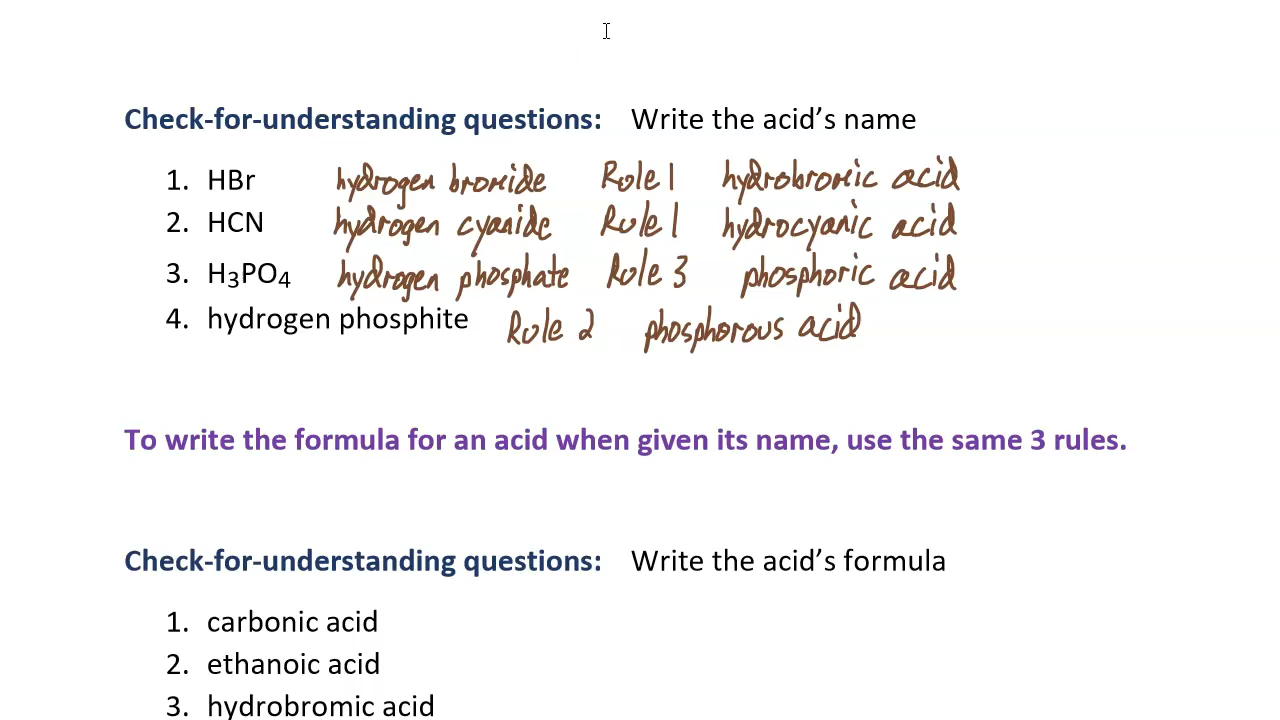 Check-for-understanding questions: Write the acid's name
1. HBr hydrogen bromide Rule 1 hydrobromic acid
2. HCN hydrogen cyanide Rule 1 hydrocyanic acid
3. H₃PO₄ hydrogen phosphate Rule 3 phosphoric acid
4. hydrogen phosphite Rule 2 phosphorous acid
To write the formula for an acid when given its name, use the same 3 rules.
Check-for-understanding questions: Write the acid's formula
1. carbonic acid
2. ethanoic acid
3. hydrobromic acid